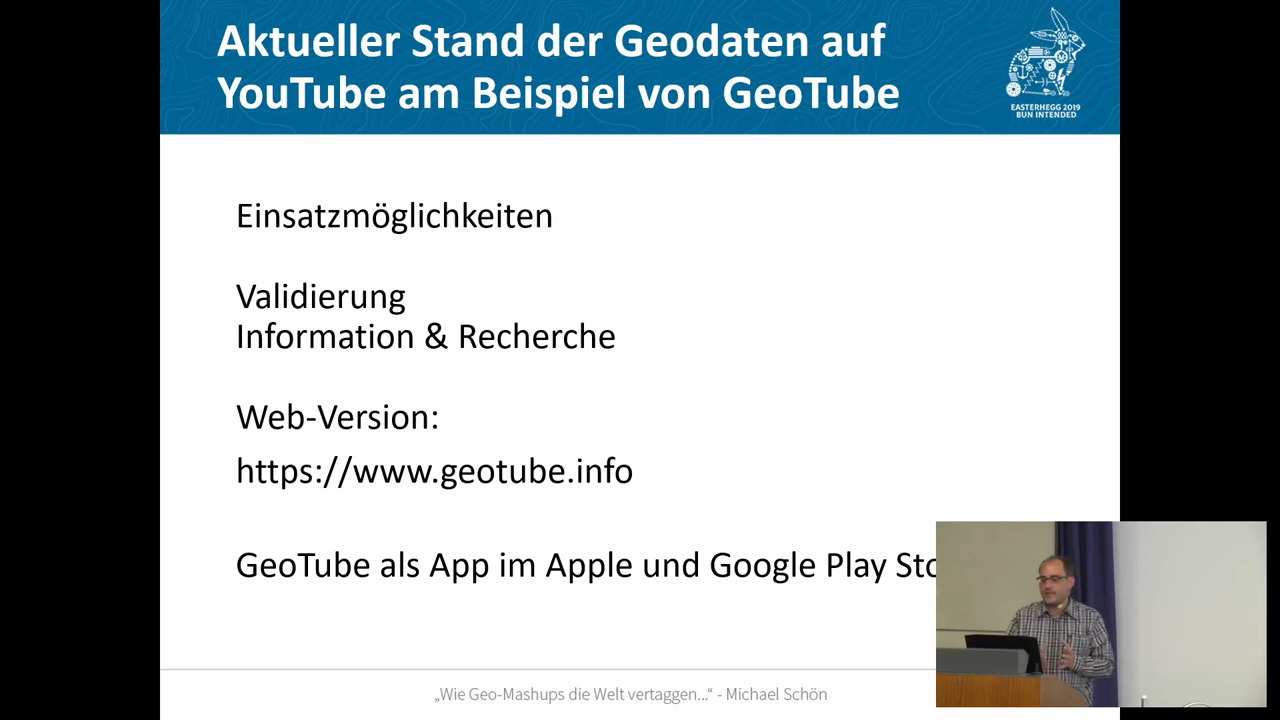 Aktueller Stand der Geodaten auf
YouTube am Beispiel von GeoTube
EASTERHEGG 2019
BUN INTENDED
Einsatzmöglichkeiten
Validierung
Information & Recherche
Web-Version:
https://www.geotube.info
GeoTube als App im Apple und Google Play Sto
„Wie Geo-Mashups die Welt vertaggen...“ - Michael Schön